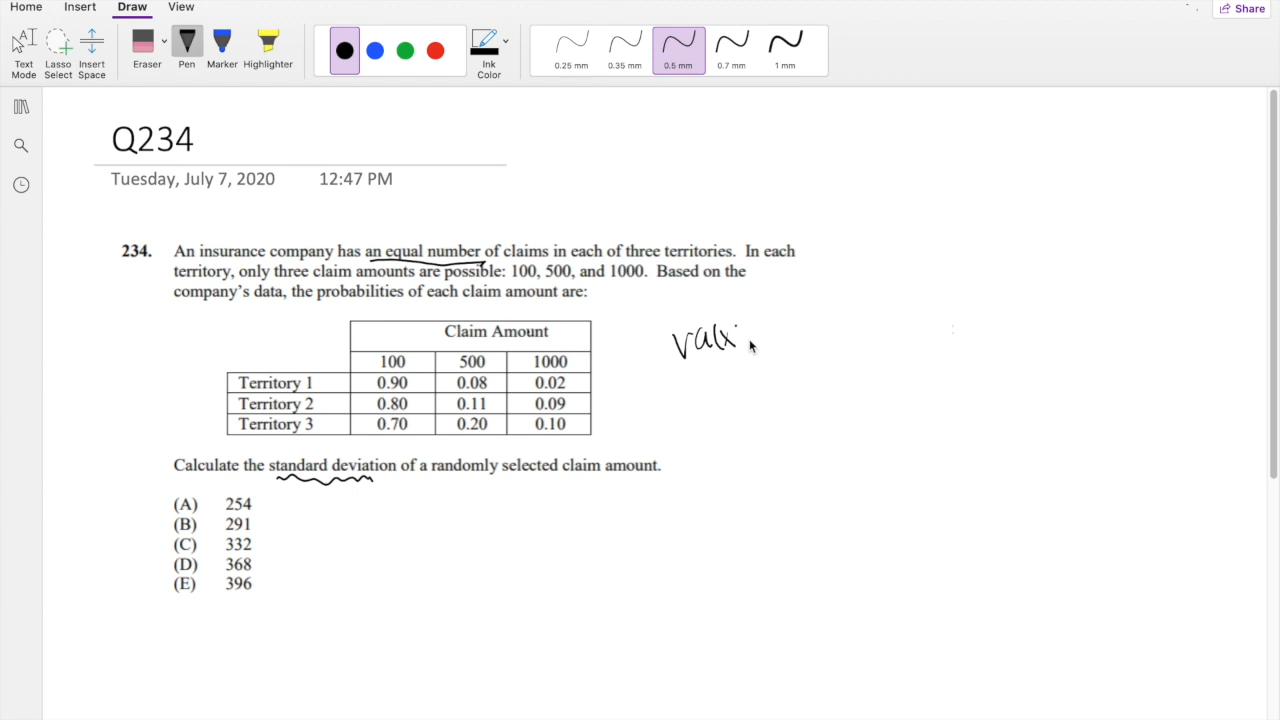 Home Insert Draw View Share
Text Mode Lasso Select Insert Space Eraser Pen Marker Highlighter Ink Color 0.25 mm 0.35 mm 0.5 mm 0.7 mm 1 mm
Q234
Tuesday, July 7, 2020 12:47 PM
234. An insurance company has an equal number of claims in each of three territories. In each
territory, only three claim amounts are possible: 100, 500, and 1000. Based on the
company's data, the probabilities of each claim amount are:
Claim Amount
100 500 1000
Territory 1 0.90 0.08 0.02
Territory 2 0.80 0.11 0.09
Territory 3 0.70 0.20 0.10
Calculate the standard deviation of a randomly selected claim amount.
(A) 254
(B) 291
(C) 332
(D) 368
(E) 396